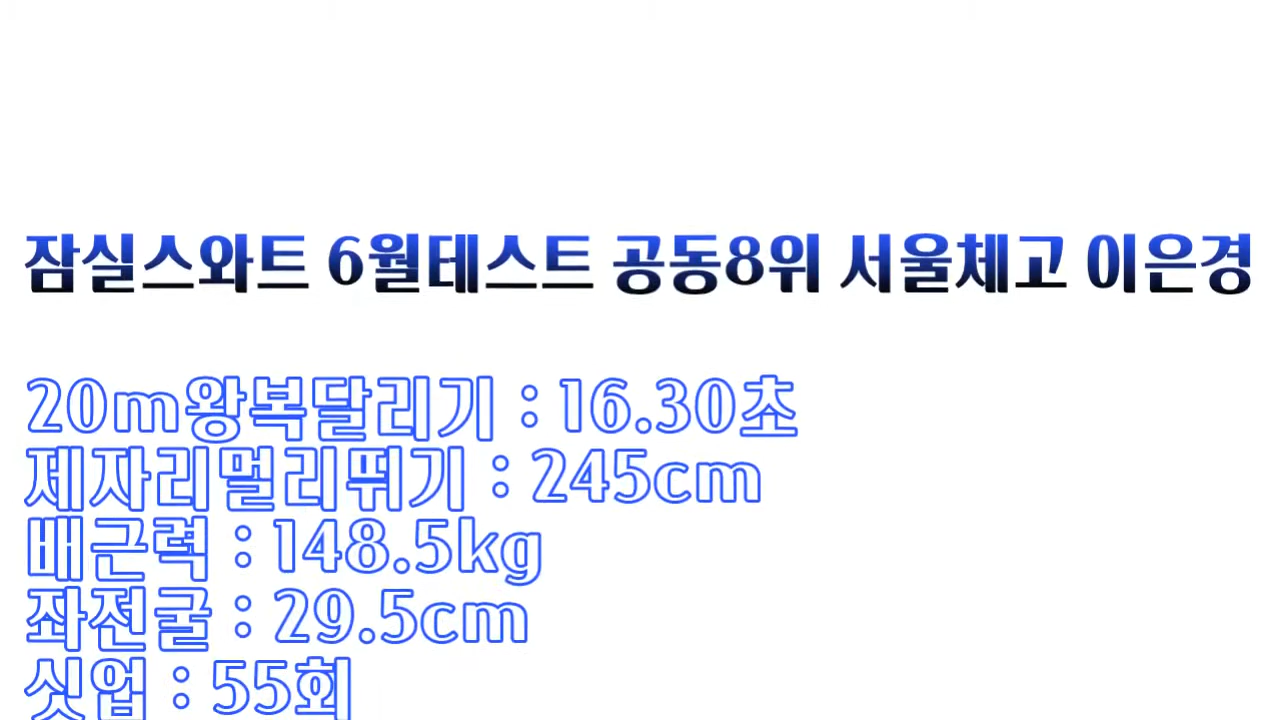 잠실스와트 6월테스트 공동8위 서울체고 이은경
20m왕복달리기 : 16.30초
제자리멀리뛰기 : 245cm
배근력 : 148.5kg
좌전굴 : 29.5cm
싯업 : 55회